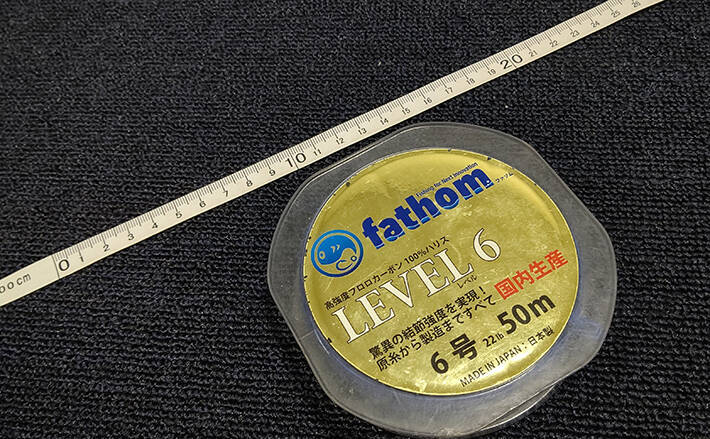 00cm 0 1 2 3 4 5 6 7 8 9 10 11 12 13 14 15 16 17 18 19 20 21 22 23 24 25 26
Fishing for Next Innovation
fathom
ファゾム
高強度フロロカーボン 100%ハリス
LEVEL 6
レベル
驚異の結節強度を実現!
原糸から製造まですべて 国内生産
6号 22lb 50m
MADE IN JAPAN:日本製